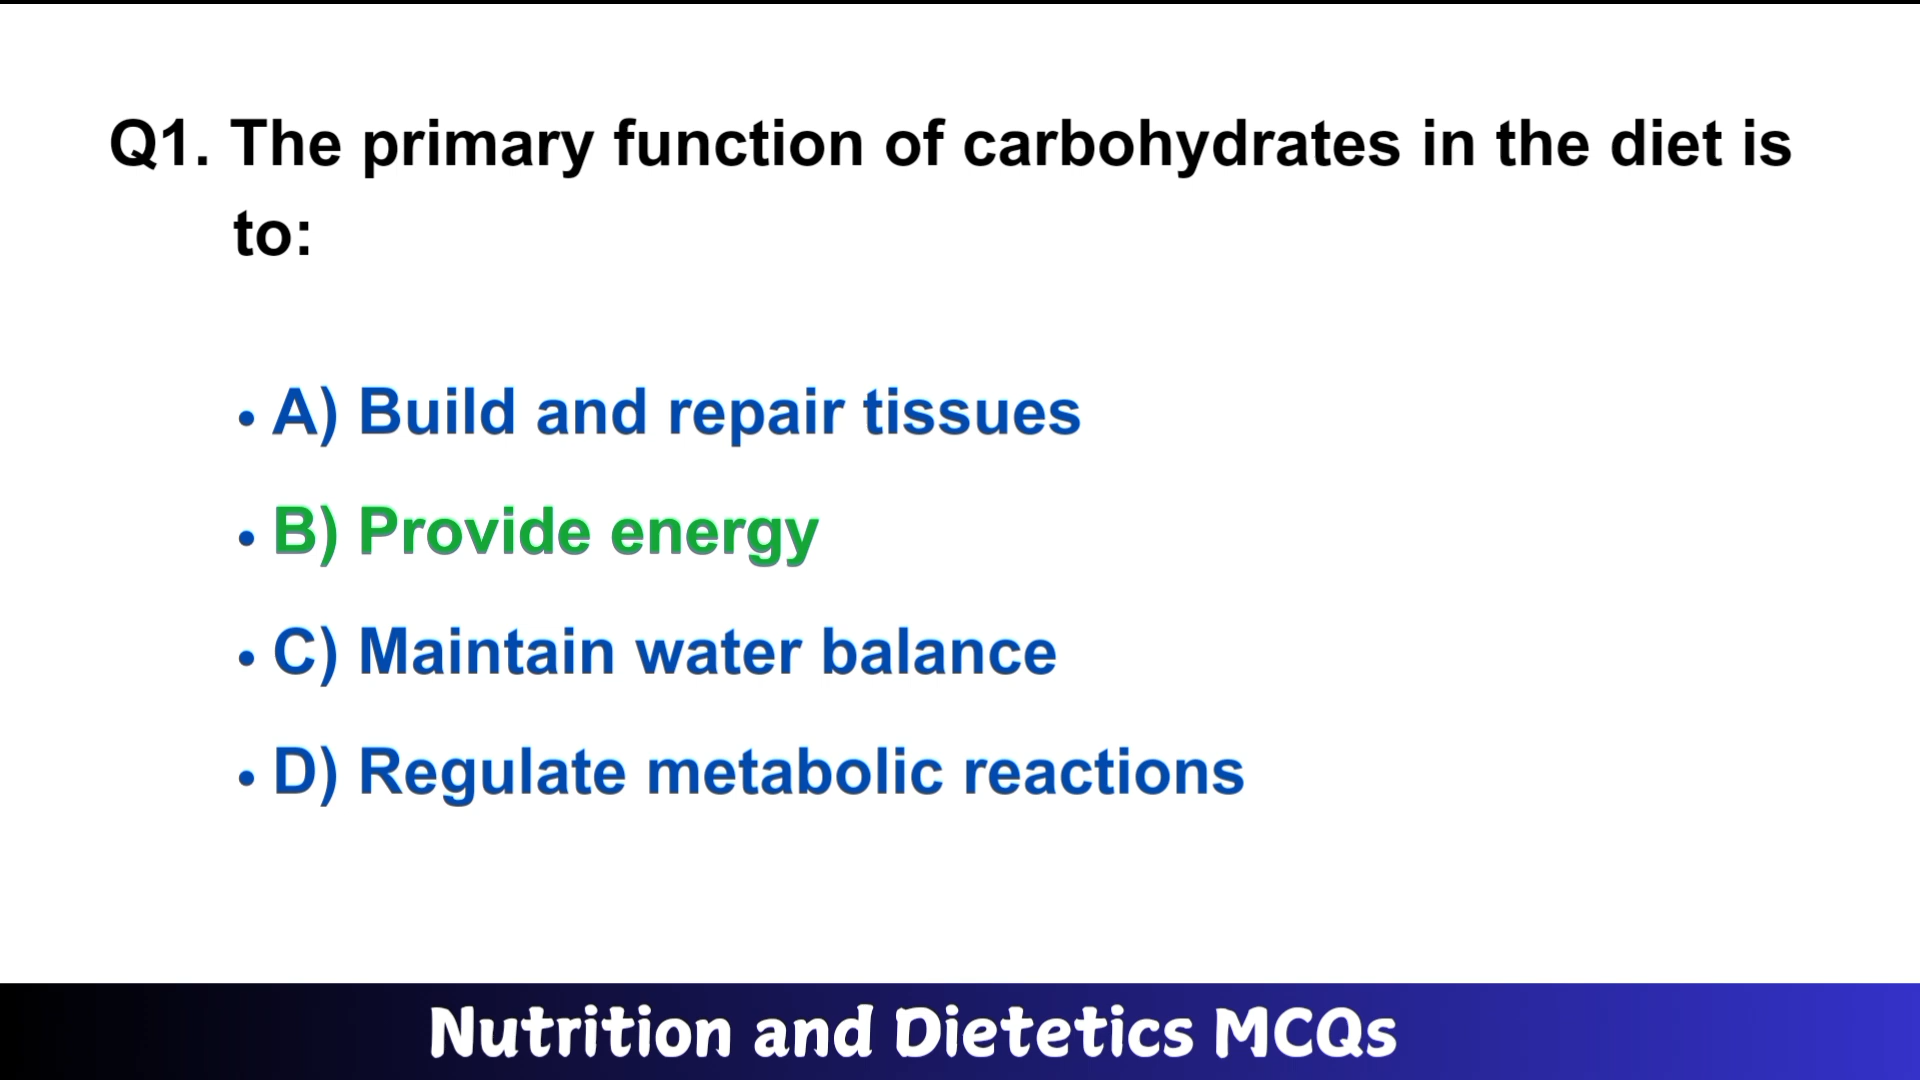 Q1. The primary function of carbohydrates in the diet is
to:
• A) Build and repair tissues
• B) Provide energy
• C) Maintain water balance
• D) Regulate metabolic reactions
Nutrition and Dietetics MCQs